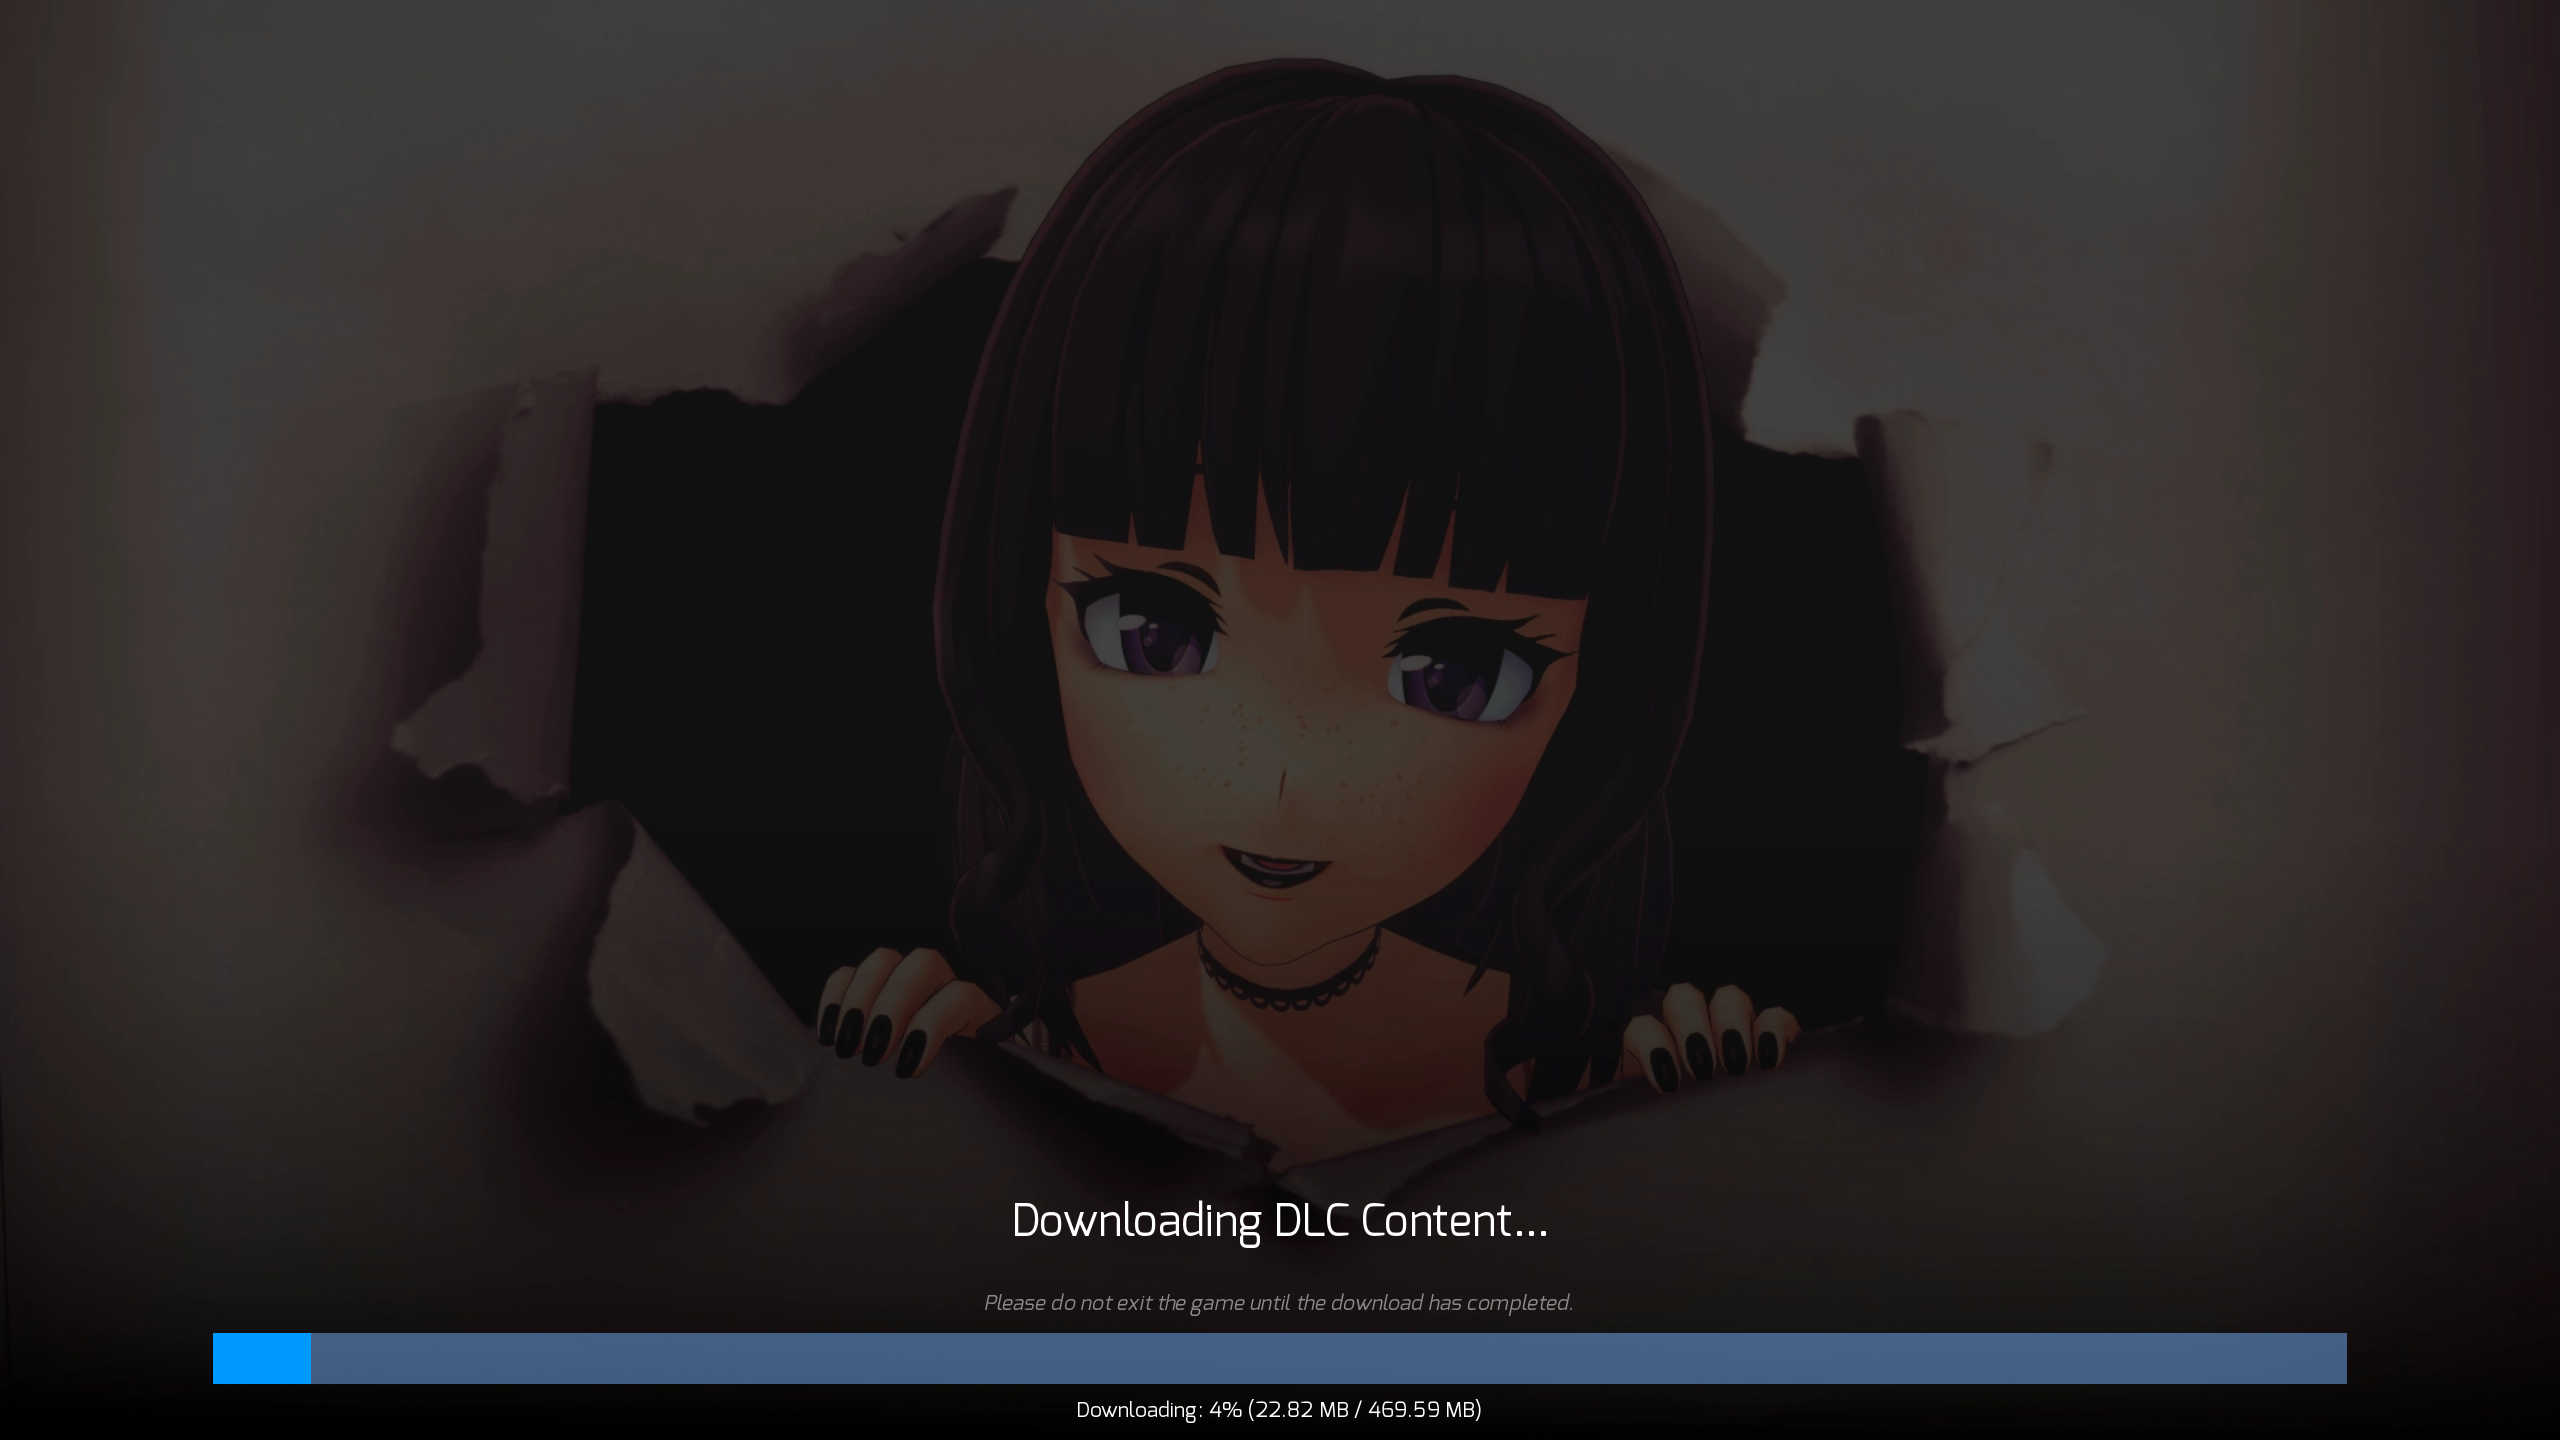 Downloading DLC Content...
Please do not exit the game until the download has completed.
Downloading: 4% (22.82 MB / 469.59 MB)